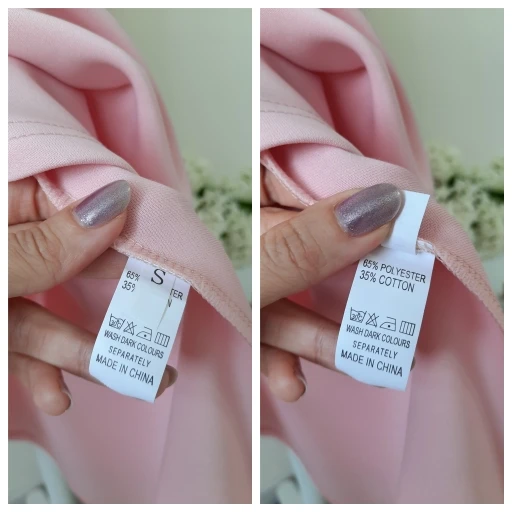 S
65%
35%
TER
N
WASH DARK COLOURS
SEPARATELY
MADE IN CHINA
65% POLYESTER
35% COTTON
WASH DARK COLOURS
SEPARATELY
MADE IN CHINA